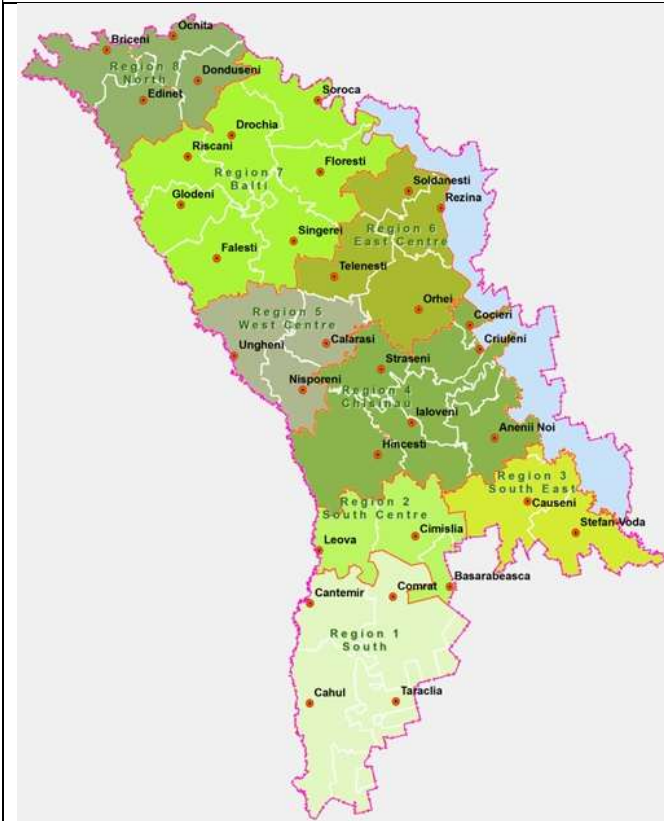 Ocnita
Briceni
Region 8
North
Donduseni
Edinet
Soroca
Drochia
Riscani
Floresti
Region 7
Balti
Soldanesti
Glodeni
Rezina
Region 6
East Centre
Singerei
Falesti
Telenesti
Orhei
Region 5
West Centre
Cocieri
Ungheni
Calarasi
Criuleni
Straseni
Nisporeni
Region 4
Chisinau
Ialoveni
Anenii Noi
Hincesti
Region 3
South East
Region 2
South Centre
Causeni
Cimislia
Stefan-Voda
Leova
Basarabeasca
Comrat
Cantemir
Region 1
South
Cahul
Taraclia